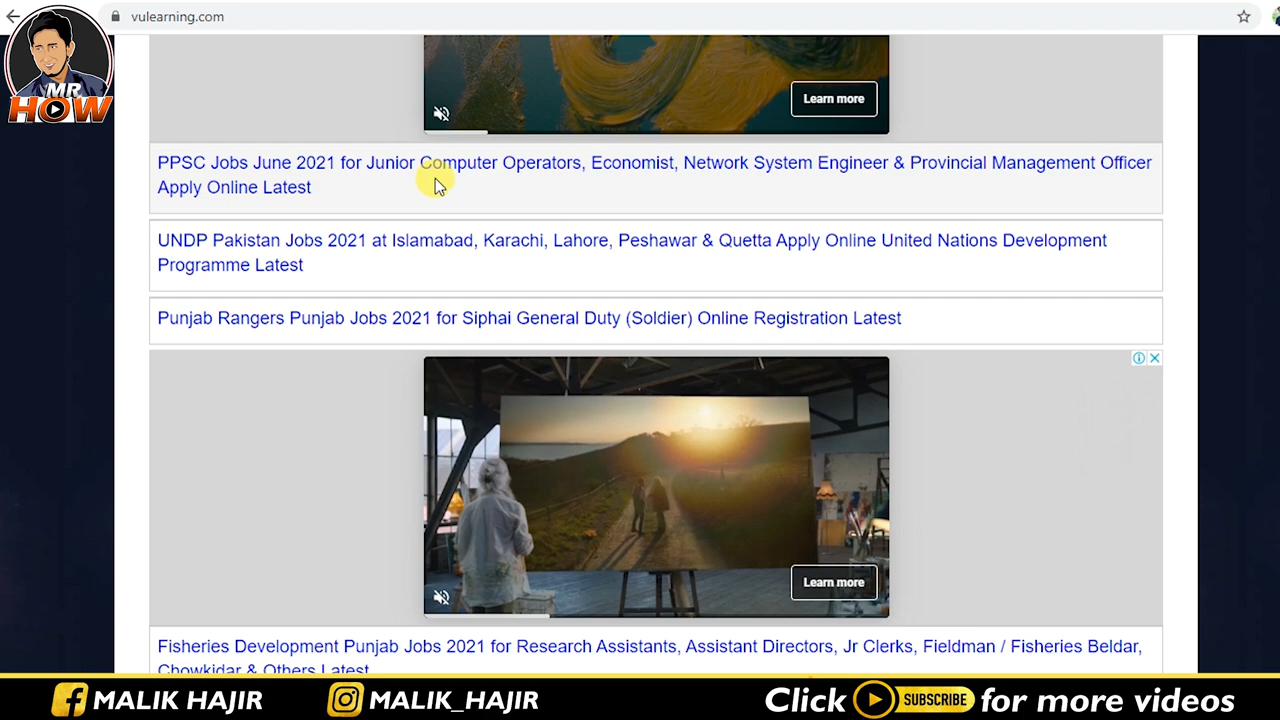 vulearning.com
MR
HOW
Learn more
PPSC Jobs June 2021 for Junior Computer Operators, Economist, Network System Engineer & Provincial Management Officer
Apply Online Latest
UNDP Pakistan Jobs 2021 at Islamabad, Karachi, Lahore, Peshawar & Quetta Apply Online United Nations Development
Programme Latest
Punjab Rangers Punjab Jobs 2021 for Siphai General Duty (Soldier) Online Registration Latest
Learn more
Fisheries Development Punjab Jobs 2021 for Research Assistants, Assistant Directors, Jr Clerks, Fieldman / Fisheries Beldar,
Chowkidar & Others Latest
MALIK HAJIR
MALIK_HAJIR
Click SUBSCRIBE for more videos